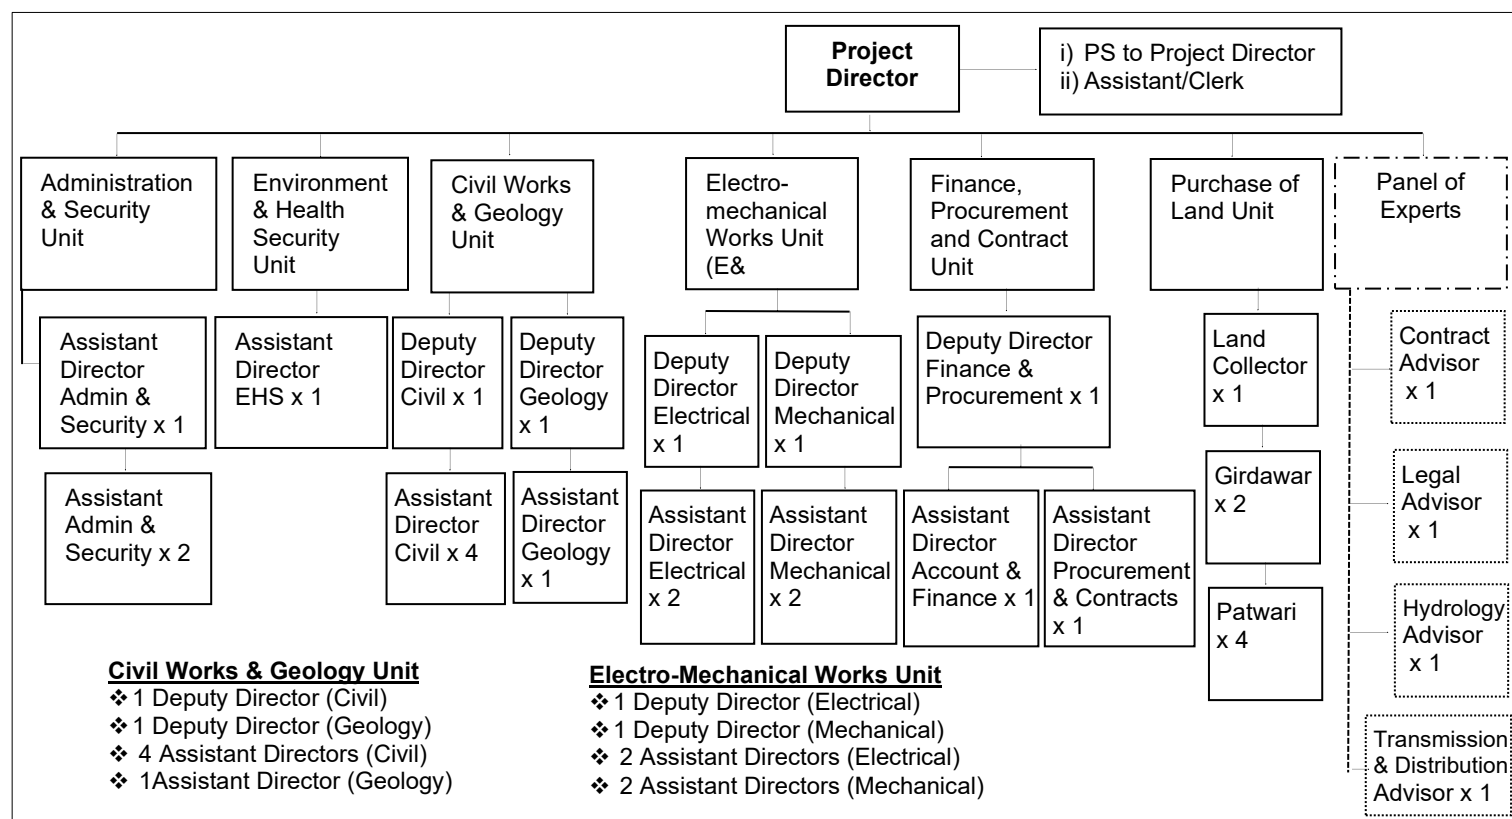 Project
Director
i) PS to Project Director
ii) Assistant/Clerk
Administration
& Security
Unit
Environment
& Health
Security
Unit
Civil Works
& Geology
Unit
Electro-
mechanical
Works Unit
(E&
Finance,
Procurement
and Contract
Unit
Purchase of
Land Unit
Panel of
Experts
Assistant
Director
Admin &
Security x 1
Assistant
Director
EHS x 1
Deputy
Director
Civil x 1
Deputy
Director
Geology
x 1
Deputy
Director
Electrical
x 1
Deputy
Director
Mechanical
x 1
Deputy Director
Finance &
Procurement x 1
Land
Collector
x 1
Contract
Advisor
x 1
Assistant
Admin &
Security x 2
Assistant
Director
Civil x 4
Assistant
Director
Geology
x 1
Assistant
Director
Electrical
x 2
Assistant
Director
Mechanical
x 2
Assistant
Director
Account &
Finance x 1
Assistant
Director
Procurement
& Contracts
x 1
Girdawar
x 2
Legal
Advisor
x 1
Patwari
x 4
Hydrology
Advisor
x 1
Transmission
& Distribution
Advisor x 1
Civil Works & Geology Unit
❖ 1 Deputy Director (Civil)
❖ 1 Deputy Director (Geology)
❖ 4 Assistant Directors (Civil)
❖ 1Assistant Director (Geology)
Electro-Mechanical Works Unit
❖ 1 Deputy Director (Electrical)
❖ 1 Deputy Director (Mechanical)
❖ 2 Assistant Directors (Electrical)
❖ 2 Assistant Directors (Mechanical)